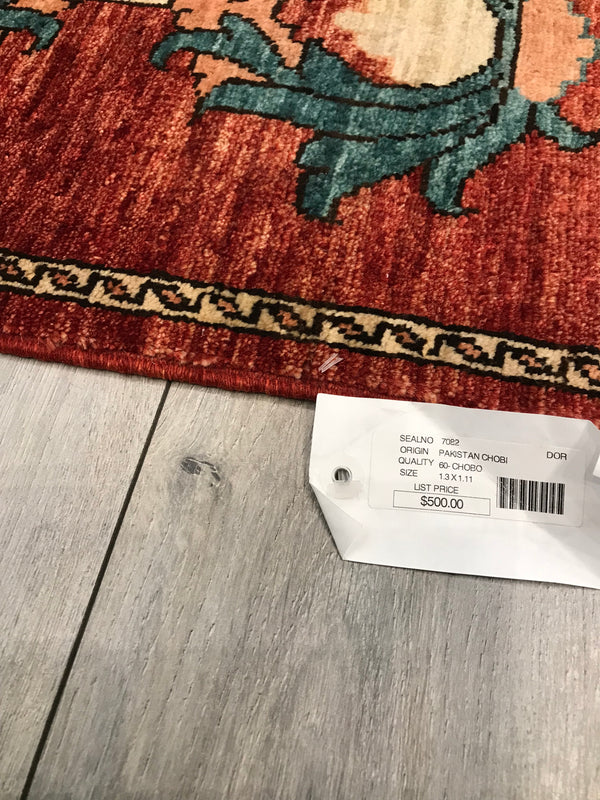 SEALNO 7082 DOR
ORIGIN PAKISTAN CHOBI
QUALITY 60- CHOBO
SIZE 1.3 X 1.11
LIST PRICE
$500.00